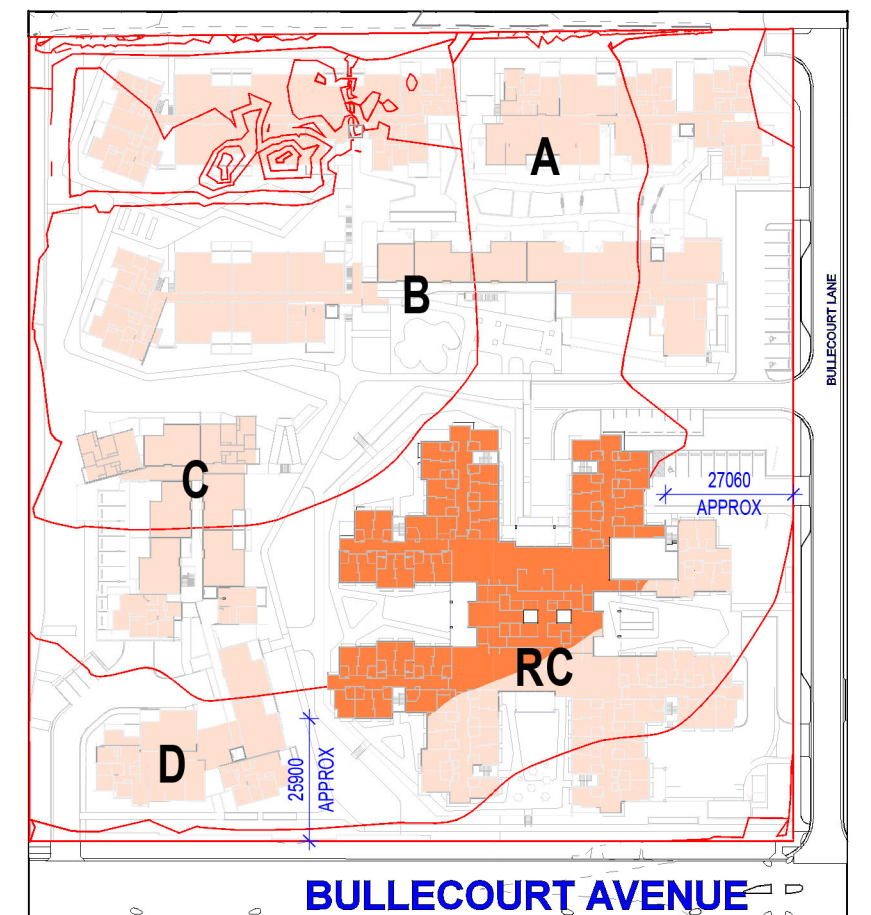 A
B
BULLECOURT LANE
C
27060
APPROX
RC
D
25900
APPROX
BULLECOURT AVENUE